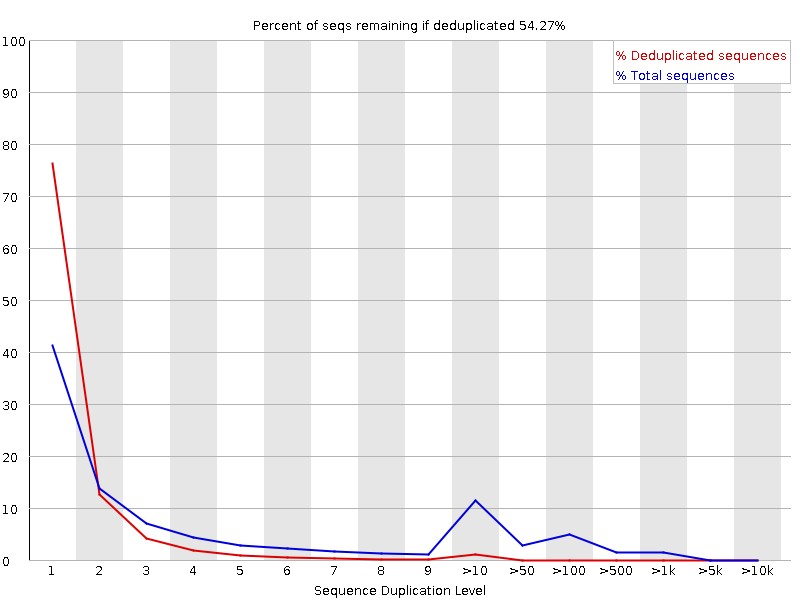 Percent of seqs remaining if deduplicated 54.27%
% Deduplicated sequences
% Total sequences
100
90
80
70
60
50
40
30
20
10
0
1 2 3 4 5 6 7 8 9 >10 >50 >100 >500 >1k >5k >10k
Sequence Duplication Level